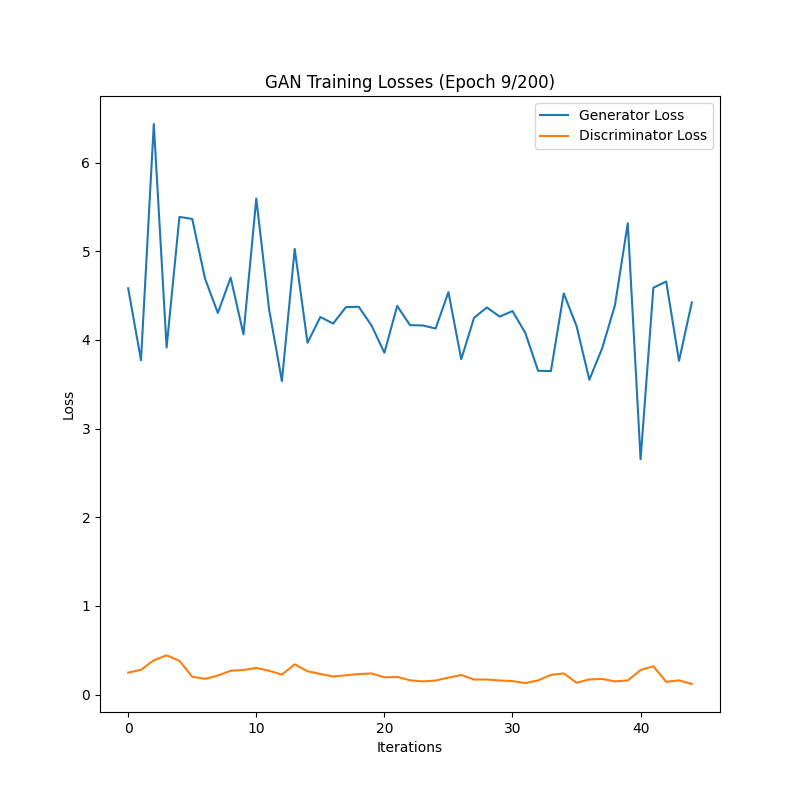 GAN Training Losses (Epoch 9/200)
Generator Loss
Discriminator Loss
Loss
6
5
4
3
2
1
0
0 10 20 30 40
Iterations